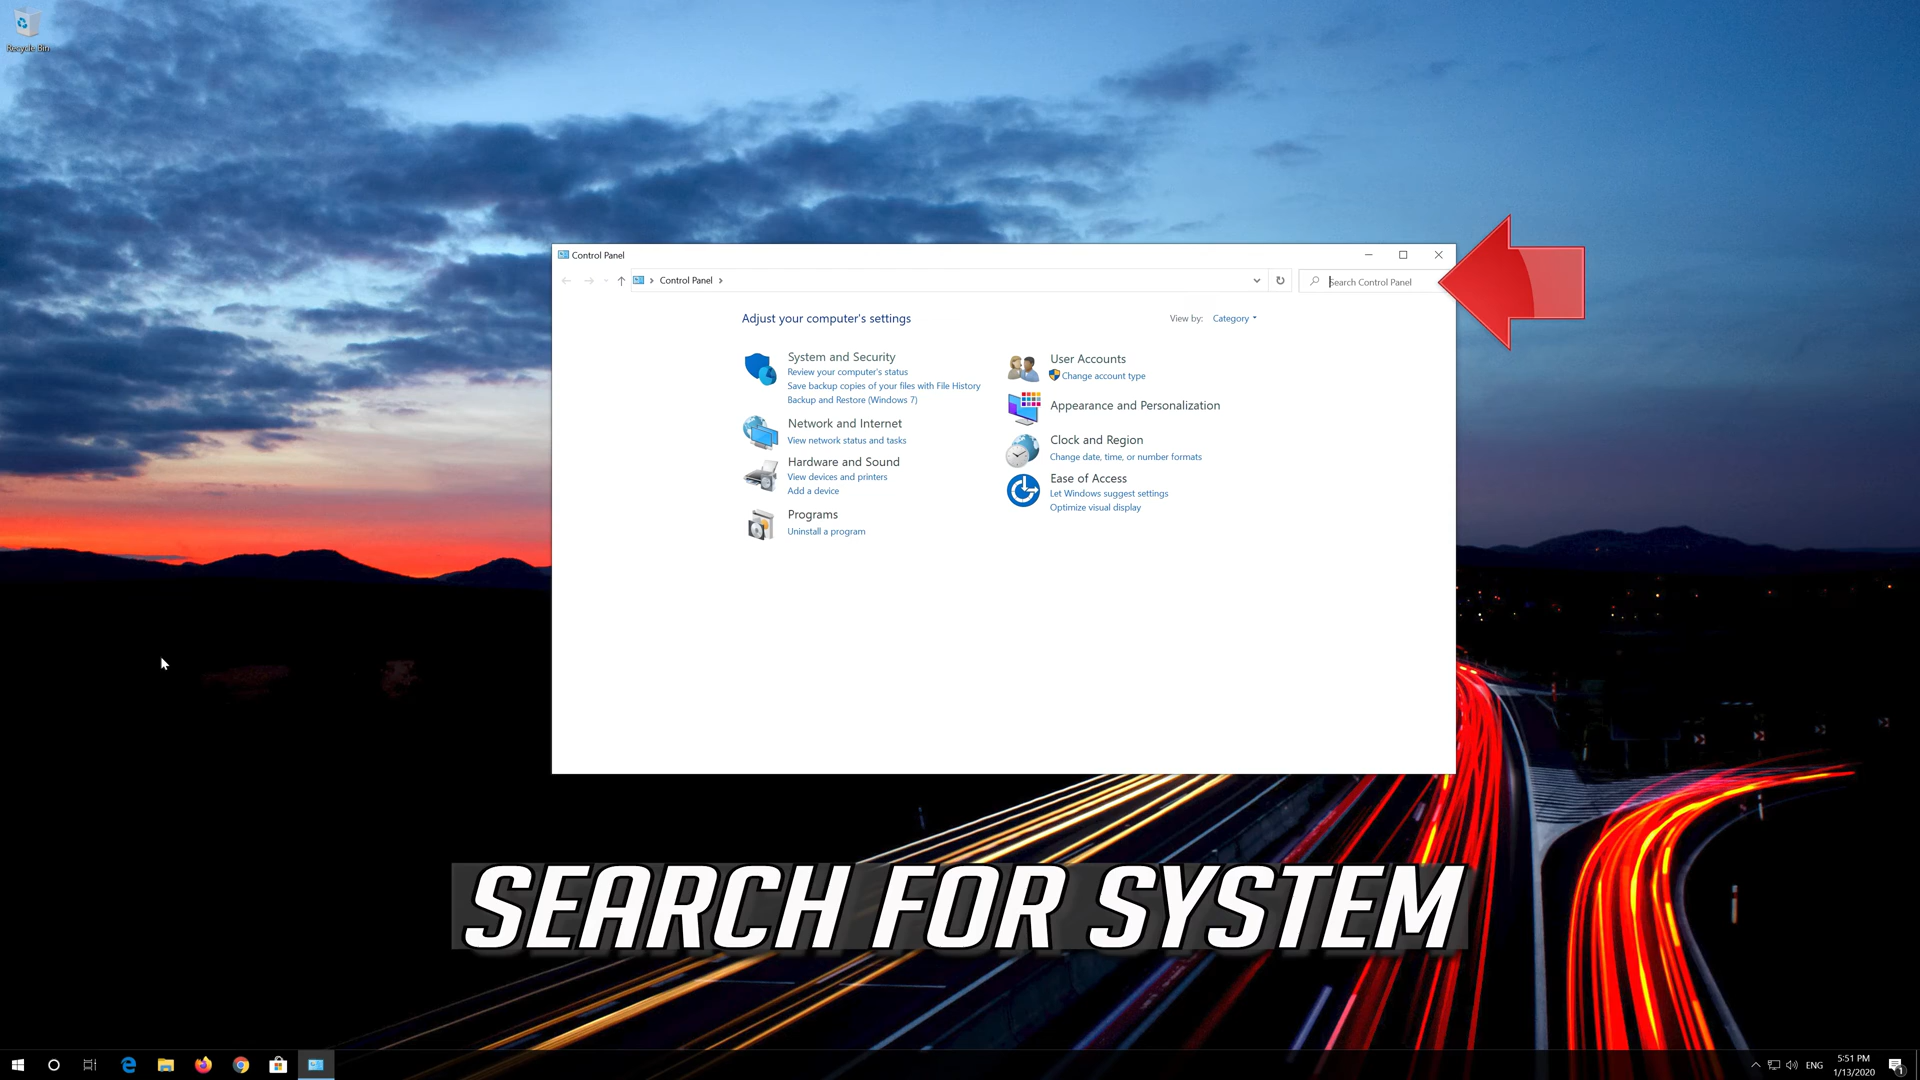 Recycle Bin
Control Panel
Control Panel
Search Control Panel
Adjust your computer's settings
View by: Category
System and Security
Review your computer's status
Save backup copies of your files with File History
Backup and Restore (Windows 7)
Network and Internet
View network status and tasks
Hardware and Sound
View devices and printers
Add a device
Programs
Uninstall a program
User Accounts
Change account type
Appearance and Personalization
Clock and Region
Change date, time, or number formats
Ease of Access
Let Windows suggest settings
Optimize visual display
SEARCH FOR SYSTEM
ENG
5:51 PM
1/13/2020
1